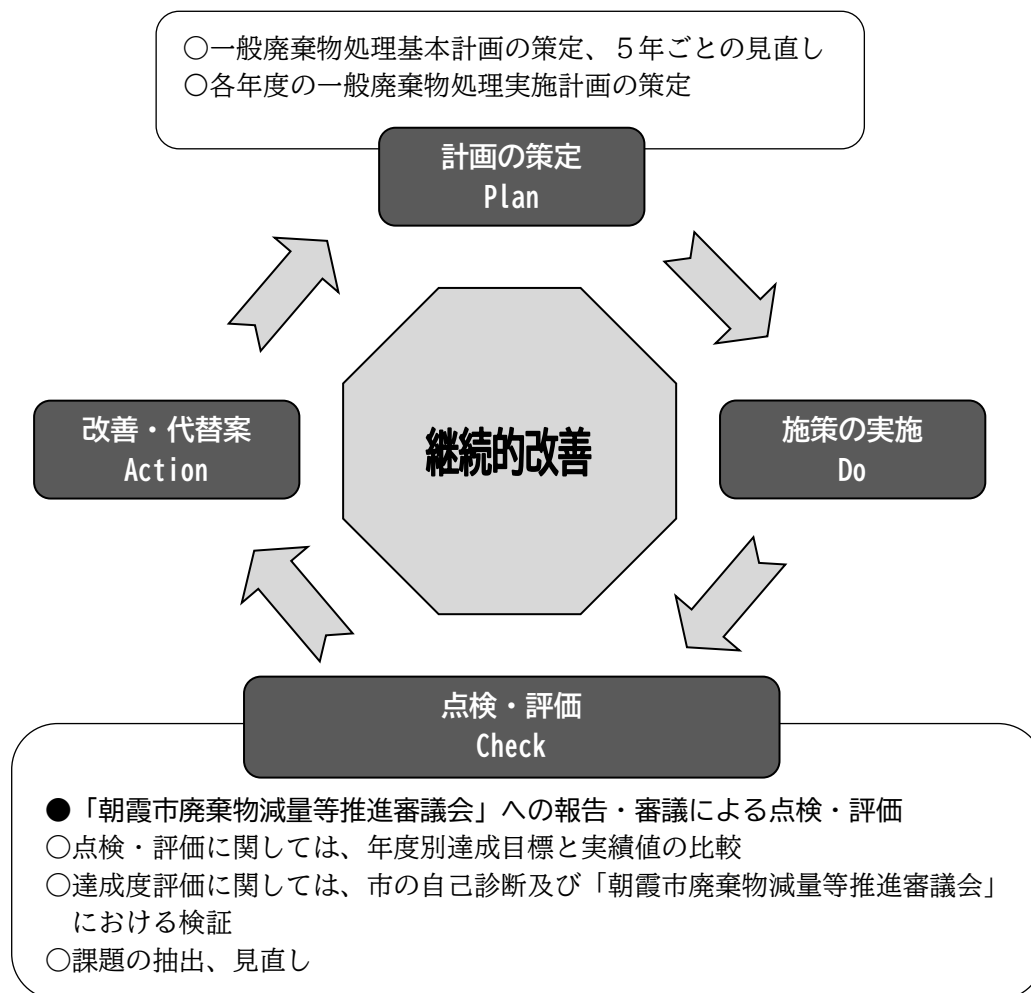 ○一般廃棄物処理基本計画の策定、５年ごとの見直し
○各年度の一般廃棄物処理実施計画の策定
計画の策定
Plan
改善・代替案
Action
継続的改善
施策の実施
Do
点検・評価
Check
●「朝霞市廃棄物減量等推進審議会」への報告・審議による点検・評価
○点検・評価に関しては、年度別達成目標と実績値の比較
○達成度評価に関しては、市の自己診断及び「朝霞市廃棄物減量等推進審議会」
における検証
○課題の抽出、見直し